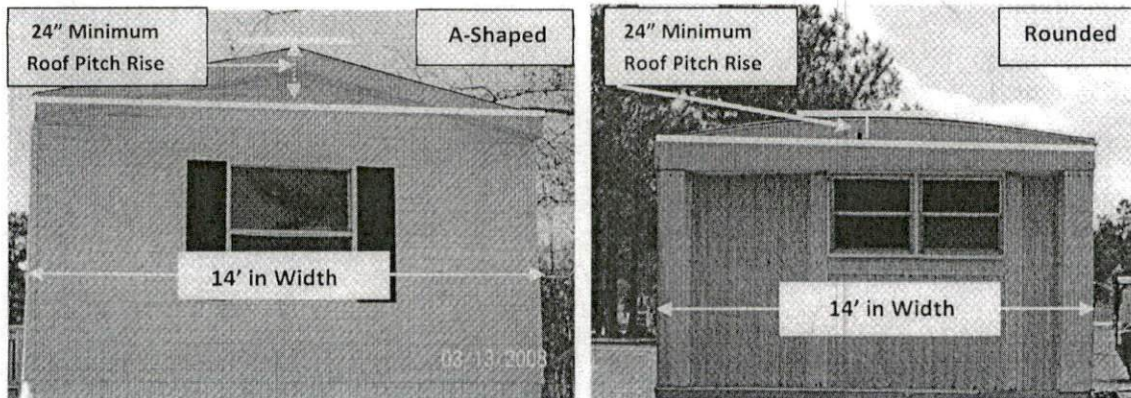 24” Minimum
Roof Pitch Rise
A-Shaped
14’ in Width
03/13/2008
24” Minimum
Roof Pitch Rise
Rounded
14’ in Width